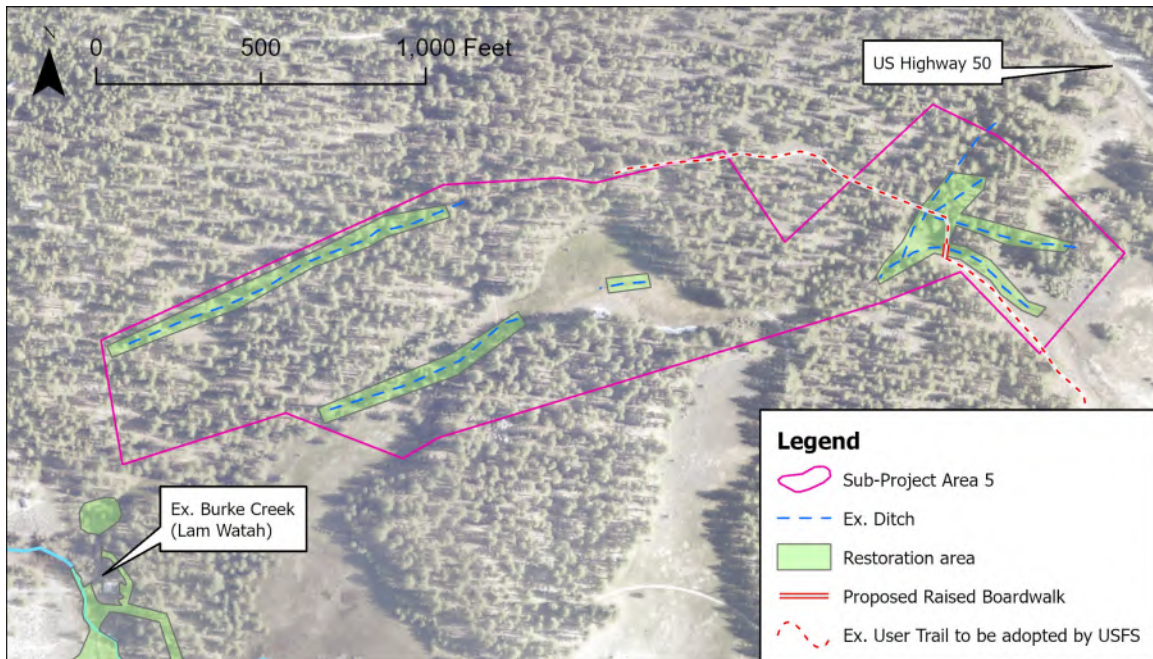 N
0 500 1,000 Feet
US Highway 50
Ex. Burke Creek
(Lam Watah)
Legend
Sub-Project Area 5
Ex. Ditch
Restoration area
Proposed Raised Boardwalk
Ex. User Trail to be adopted by USFS